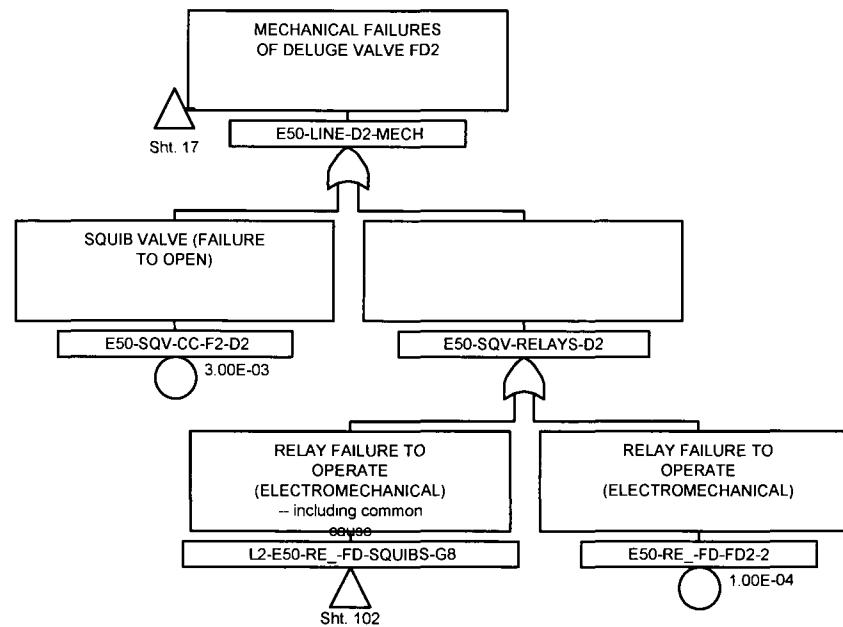 MECHANICAL FAILURES
OF DELUGE VALVE FD2
Sht. 17
E50-LINE-D2-MECH
SQUIB VALVE (FAILURE
TO OPEN)
E50-SQV-CC-F2-D2
3.00E-03
E50-SQV-RELAYS-D2
RELAY FAILURE TO
OPERATE
(ELECTROMECHANICAL)
-- including common
cause
L2-E50-RE_-FD-SQUIBS-G8
Sht. 102
RELAY FAILURE TO
OPERATE
(ELECTROMECHANICAL)
E50-RE_-FD-FD2-2
1.00E-04